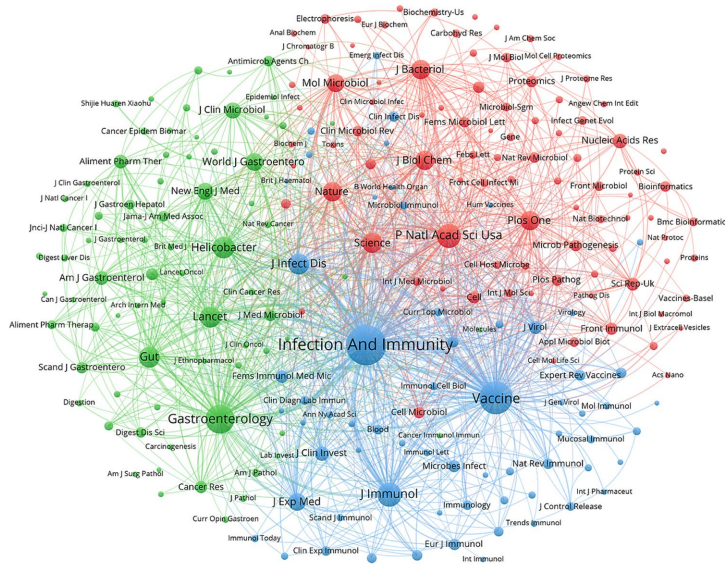 Biochemistry-Us
Electrophoresis
Eur J Biochem
Anal Biochem
Carbohyd Res
J Am Chem Soc
J Chromatogr B
Emerg Infect Dis
J Mol Biol
Mol Cell Proteomics
Antimicrob Agents Ch
J Bacteriol
Mol Microbiol
Proteomics
J Proteome Res
Epidemiol Infect
Clin Microbiol Infec
Microbiol-Sgm
Angew Chem Int Edit
Shijie Huaren Xiaohu
J Clin Microbiol
Clin Infect Dis
Fems Microbiol Lett
Infect Genet Evol
Cancer Epidem Biomar
Clin Microbiol Rev
Gene
Nucleic Acids Res
Biochem J
Toxins
Febs Lett
Nat Rev Microbiol
Aliment Pharm Ther
World J Gastroentero
J Biol Chem
Protein Sci
Brit J Haematol
B World Health Organ
Front Cell Infect Mi
Front Microbiol
Bioinformatics
J Clin Gastroenterol
New Engl J Med
Nature
J Natl Cancer I
J Gastroen Hepatol
Microbiol Immunol
Hum Vaccines
Jama-J Am Med Assoc
Nat Biotechnol
Bmc Bioinformatic
Jnci-Natl Cancer I
Nat Rev Cancer
Plos One
P Natl Acad Sci Usa
Nat Protoc
J Gastroenterol
Brit Med J
Helicobacter
Science
Microb Pathogenesis
Digest Liver Dis
Proteins
J Infect Dis
Cell Host Microbe
Lancet Oncol
Am J Gastroenterol
Int J Med Microbiol
Plos Pathog
Sci Rep-Uk
Clin Cancer Res
Cell
Int J Mol Sci
Pathog Dis
Vaccines-Basel
Can J Gastroenterol
Arch Intern Med
Lancet
J Med Microbiol
Curr Top Microbiol
Virology
Int J Biol Macromol
Aliment Pharm Therap
Molecules
J Virol
Front Immunol
J Extracell Vesicles
J Clin Oncol
Infection And Immunity
Appl Microbiol Biot
Gut
J Ethnopharmacol
Cell Mol Life Sci
Scand J Gastroentero
Fems Immunol Med Mic
Expert Rev Vaccines
Acs Nano
Immunol Cell Biol
Digestion
Clin Diagn Lab Immun
Vaccine
J Gen Virol
Mol Immunol
Gastroenterology
Ann Ny Acad Sci
Cell Microbiol
Digest Dis Sci
Blood
Cancer Immunol Immun
Mucosal Immunol
Carcinogenesis
Lab Invest
J Clin Invest
Immunol Lett
Am J Surg Pathol
Am J Pathol
Microbes Infect
Nat Rev Immunol
Cancer Res
J Immunol
Int J Pharmaceut
J Pathol
J Exp Med
Immunology
J Control Release
Curr Opin Gastroen
Scand J Immunol
Trends Immunol
Immunol Today
Clin Exp Immunol
Eur J Immunol
Int Immunol